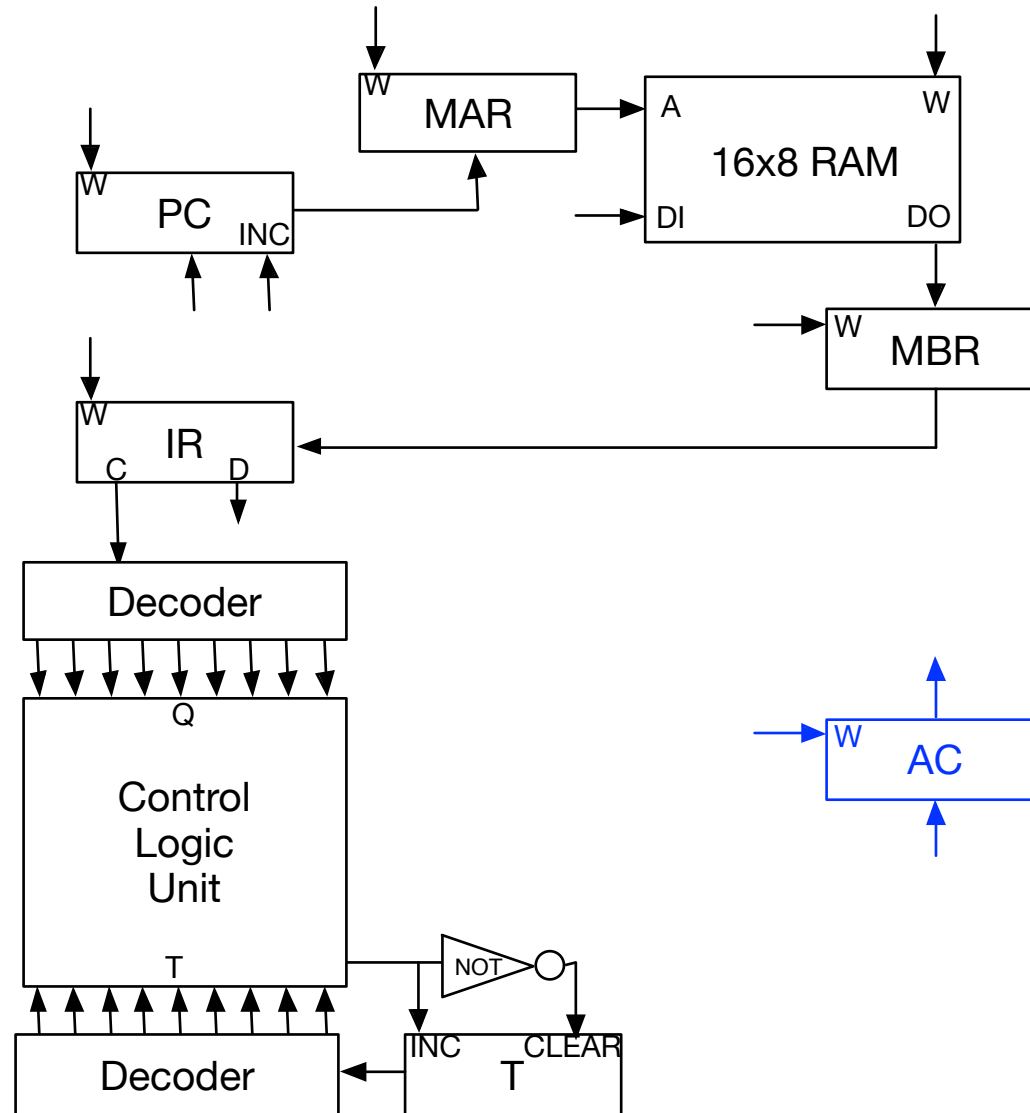 W
MAR
A
W
16x8 RAM
DI
DO
W
PC
INC
W
MBR
W
IR
C
D
Decoder
Q
Control
Logic
Unit
T
W
AC
NOT
INC
CLEAR
T
Decoder